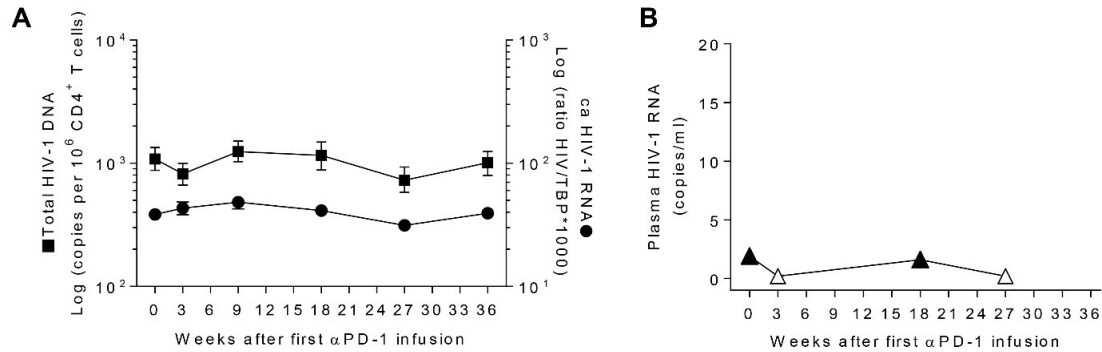 A
Total HIV-1 DNA
Log (copies per 10⁶ CD4⁺ T cells)
10⁴
10³
10²
10³
10²
10¹
Log (ratio HIV/TBP*1000)
ca HIV-1 RNA
0 3 6 9 12 15 18 21 24 27 30 33 36
Weeks after first αPD-1 infusion
B
Plasma HIV-1 RNA
(copies/ml)
20
15
10
5
0
0 3 6 9 12 15 18 21 24 27 30 33 36
Weeks after first αPD-1 infusion